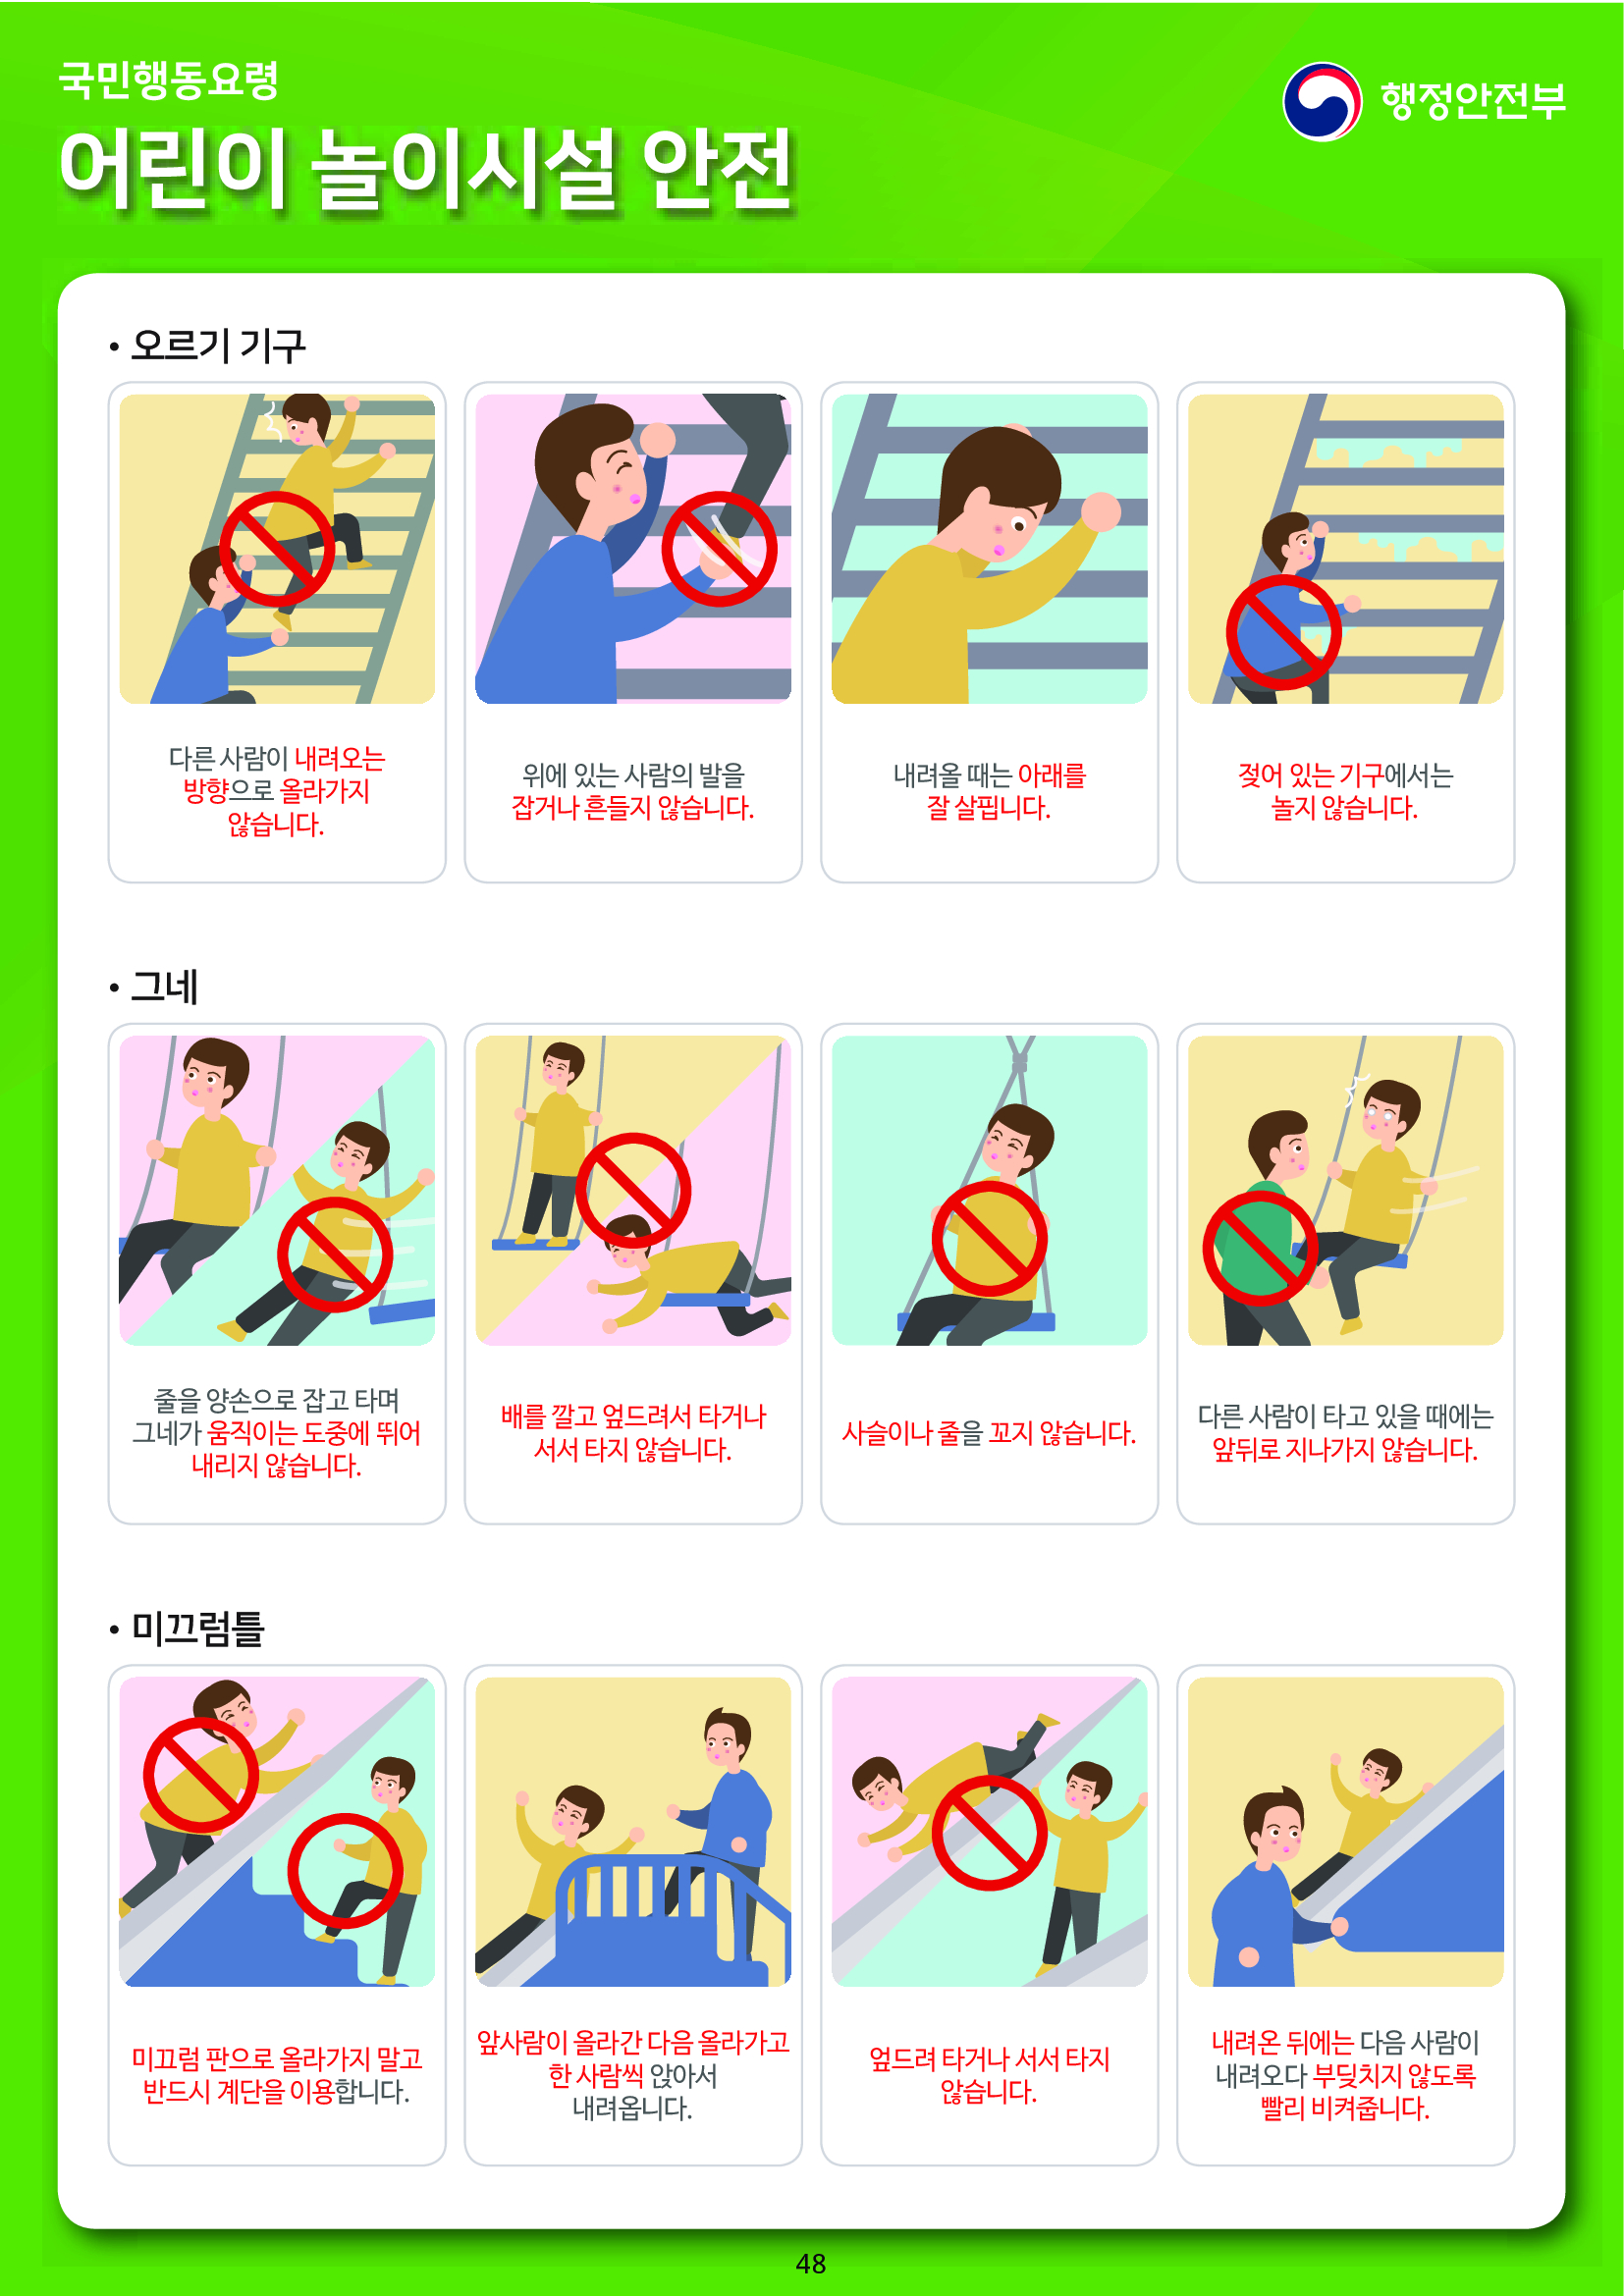 국민행동요령
행정안전부
어린이 놀이시설 안전
• 오르기 기구
다른 사람이 내려오는
방향으로 올라가지
않습니다.
위에 있는 사람의 발을
잡거나 흔들지 않습니다.
내려올 때는 아래를
잘 살핍니다.
젖어 있는 기구에서는
놀지 않습니다.
• 그네
줄을 양손으로 잡고 타며
그네가 움직이는 도중에 뛰어
내리지 않습니다.
배를 깔고 엎드려서 타거나
서서 타지 않습니다.
사슬이나 줄을 꼬지 않습니다.
다른 사람이 타고 있을 때에는
앞뒤로 지나가지 않습니다.
• 미끄럼틀
미끄럼 판으로 올라가지 말고
반드시 계단을 이용합니다.
앞사람이 올라간 다음 올라가고
한 사람씩 앉아서
내려옵니다.
엎드려 타거나 서서 타지
않습니다.
내려온 뒤에는 다음 사람이
내려오다 부딪치지 않도록
빨리 비켜줍니다.
48